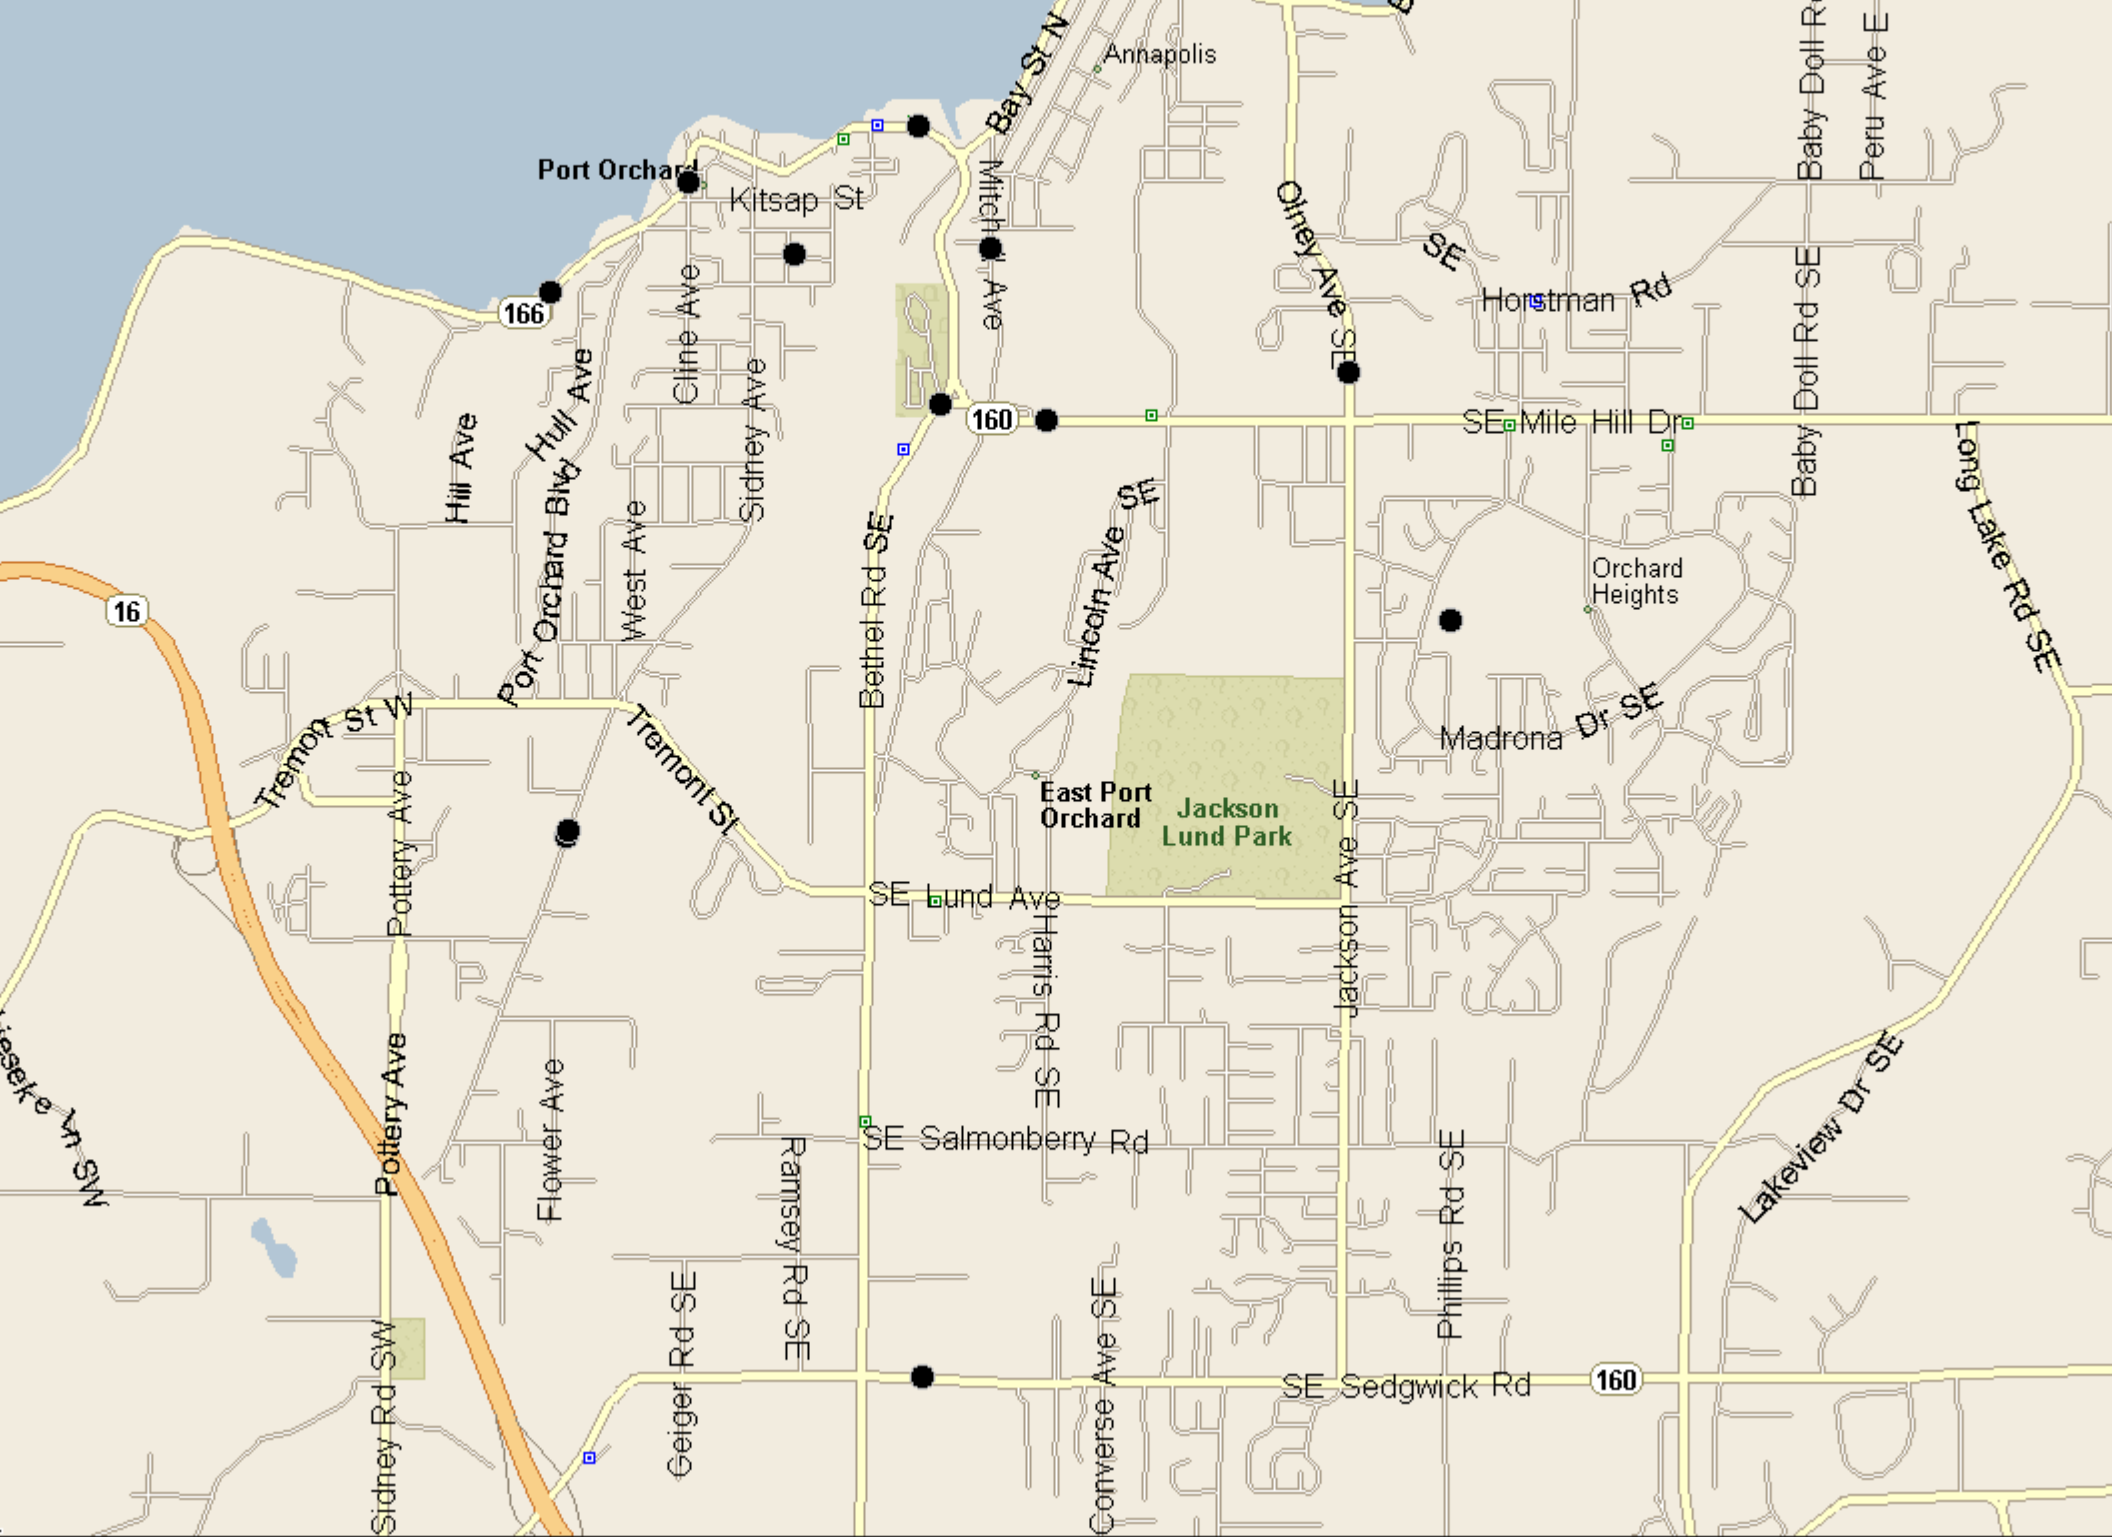 Annapolis
Bay St N
Baby Doll Rd
Peru Ave E
Port Orchard
Kitsap St
Mitchell Ave
Olney Ave SE
SE
Horstman Rd
Baby Doll Rd SE
166
Cline Ave
Hull Ave
Sidney Ave
Hill Ave
160
SE Mile Hill Dr
Long Lake Rd SE
Port Orchard Blvd
West Ave
Bethel Rd SE
Lincoln Ave SE
Orchard
Heights
16
Tremont St W
Tremont St
Madrona Dr SE
East Port
Orchard
Jackson
Lund Park
Pottery Ave
SE Lund Ave
Jackson Ave SE
Harris Rd SE
Pottery Ave
Flower Ave
SE Salmonberry Rd
Ramsey Rd SE
Phillips Rd SE
Lakeview Dr SE
Ln SW
Geiger Rd SE
Converse Ave SE
Sidney Rd SW
SE Sedgwick Rd
160